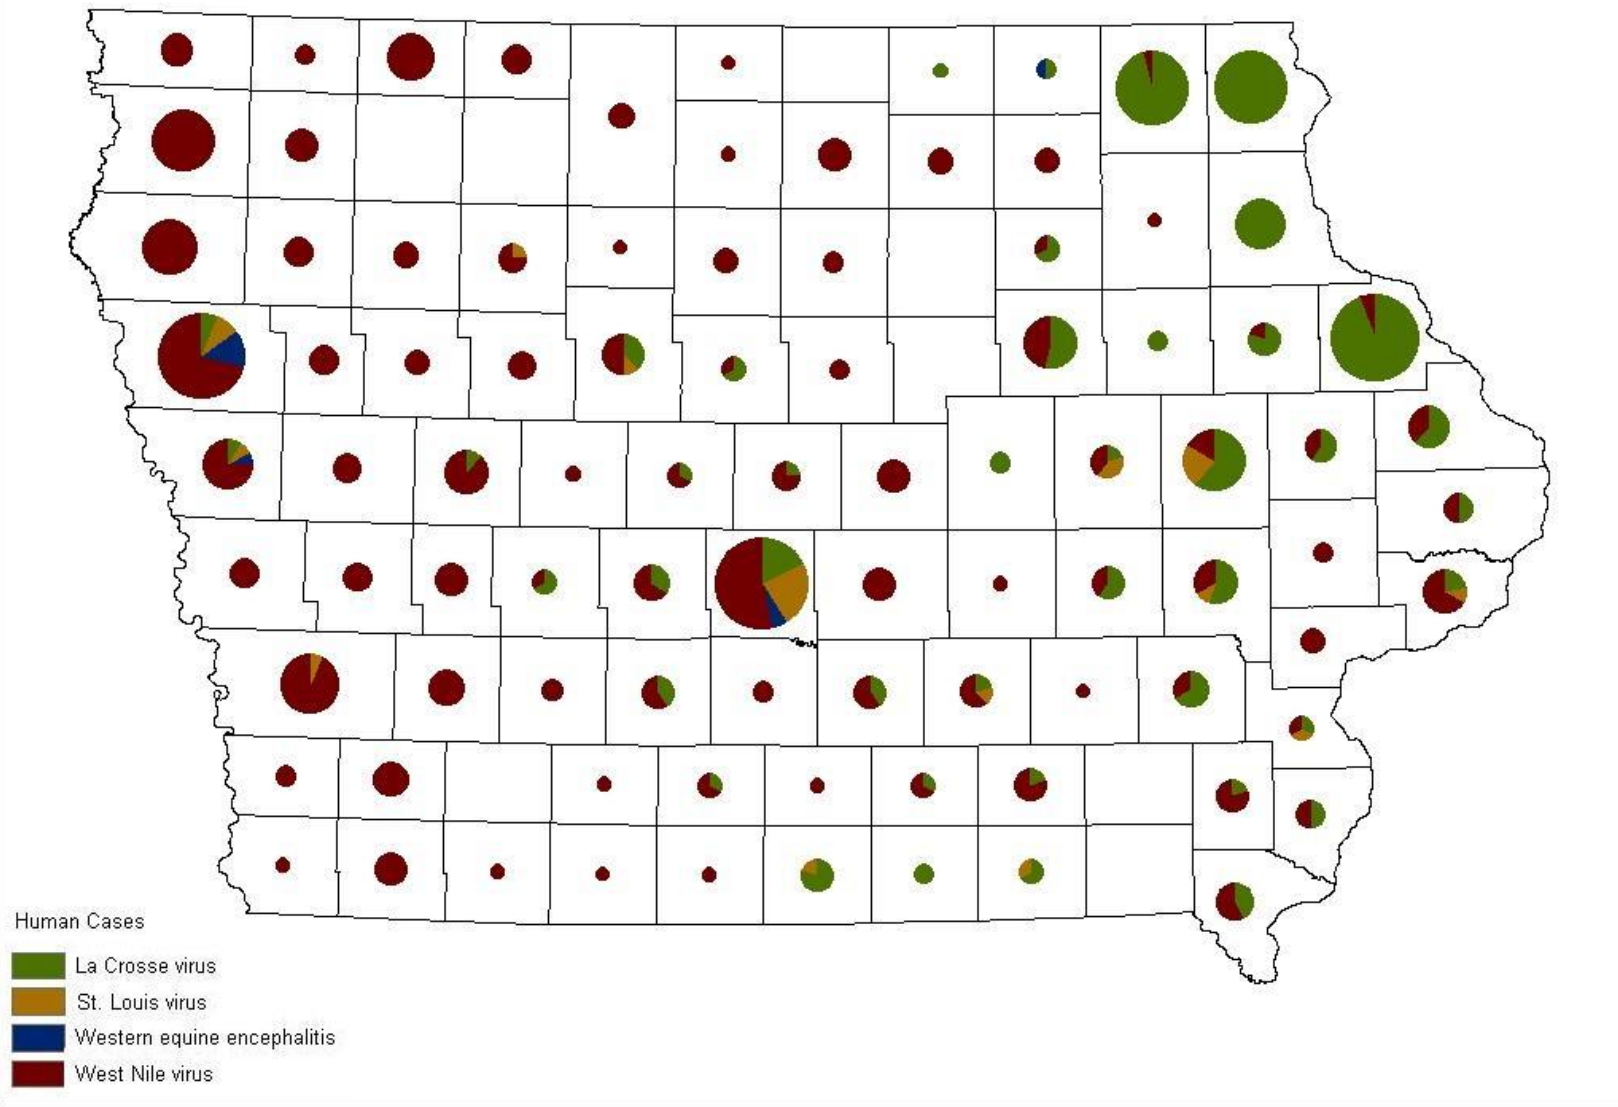 Human Cases
La Crosse virus
St. Louis virus
Western equine encephalitis
West Nile virus